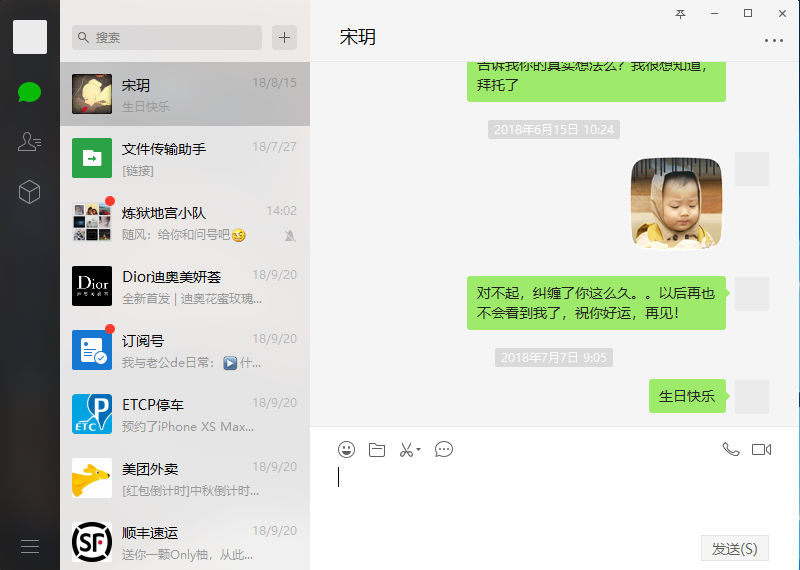 搜索
宋玥
18/8/15
生日快乐
文件传输助手
18/7/27
[链接]
炼狱地宫小队
14:02
随风：给你和问号吧
Dior
Dior迪奥美妍荟
18/9/20
全新首发 | 迪奥花蜜玫瑰...
订阅号
18/9/20
我与老公de日常： 什...
P
ETC
ETCP停车
18/9/20
预约了iPhone XS Max...
美团外卖
18/9/20
[红包倒计时]中秋倒计时...
SF
顺丰速运
18/9/20
送你一颗Only柚，从此...
宋玥
告诉我你的真实想法么？我很想知道，
拜托了
2018年6月15日 10:24
对不起，纠缠了你这么久。。以后再也
不会看到我了，祝你好运，再见！
2018年7月7日 9:05
生日快乐
发送(S)